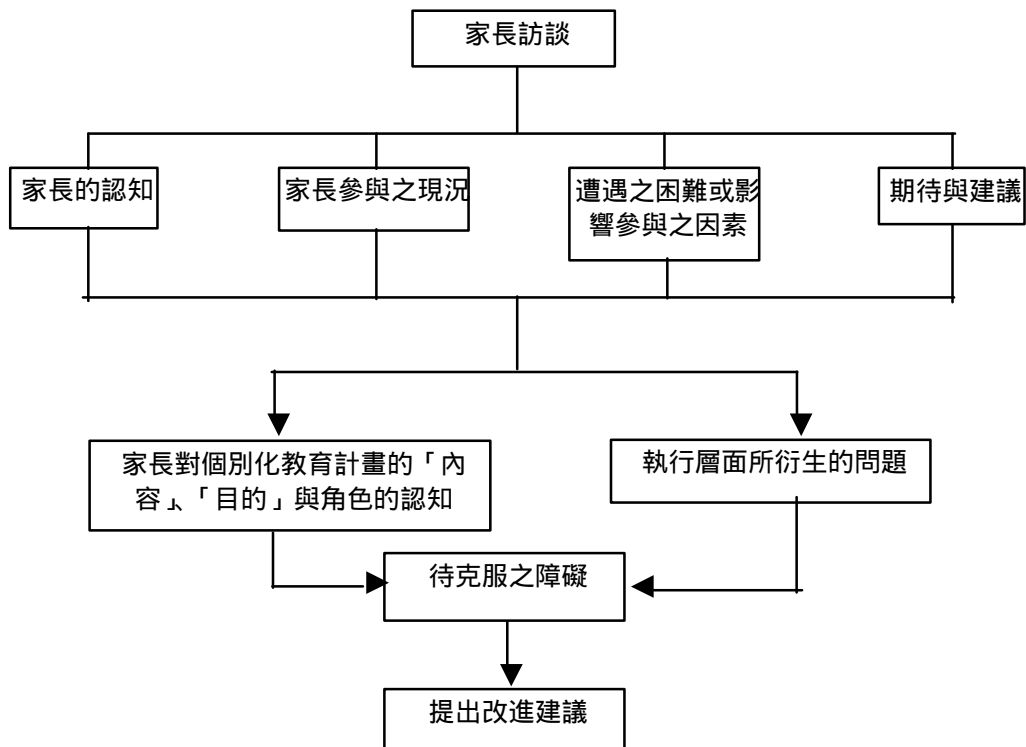 家長訪談
家長的認知
家長參與之現況
遭遇之困難或影
響參與之因素
期待與建議
家長對個別化教育計畫的「內
容」、「目的」與角色的認知
執行層面所衍生的問題
待克服之障礙
提出改進建議